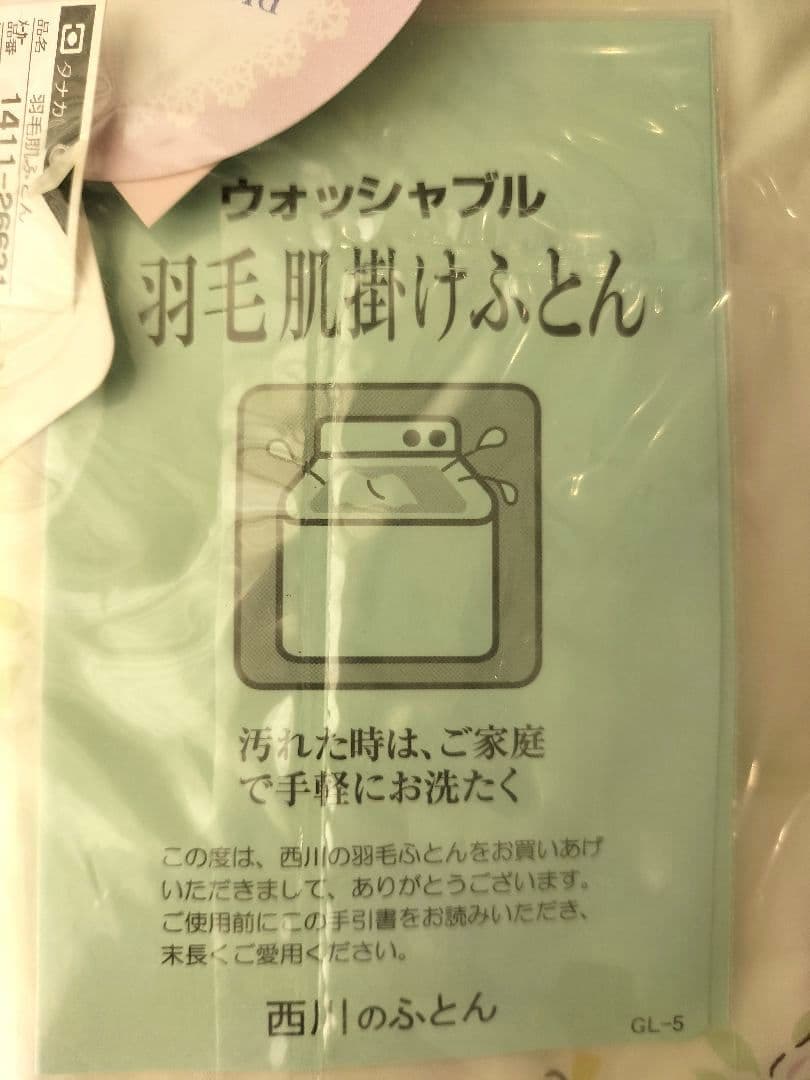 タナカ
品名 羽毛肌ふとん
品番
ウォッシャブル
羽毛肌掛けふとん
汚れた時は、ご家庭
で手軽にお洗たく
この度は、西川の羽毛ふとんをお買いあげ
いただきまして、ありがとうございます。
ご使用前にこの手引書をお読みいただき、
末長くご愛用ください。
西川のふとん
GL-5